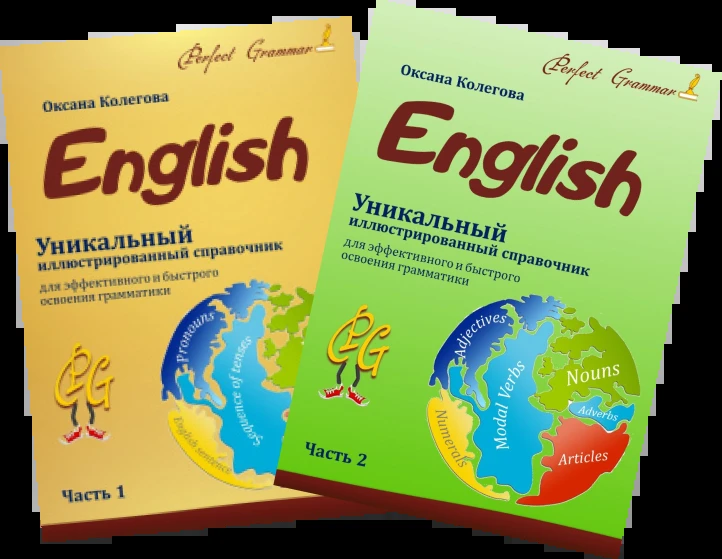 Perfect Grammar
Оксана Колегова
English
Уникальный
иллюстрированный справочник
для эффективного и быстрого
освоения грамматики
Pronouns
Sequence of tenses
English sentence
PG
Часть 1
Perfect Grammar
Оксана Колегова
English
Уникальный
иллюстрированный справочник
для эффективного и быстрого
освоения грамматики
Adjectives
Modal Verbs
Nouns
Adverbs
Numerals
Articles
PG
Часть 2